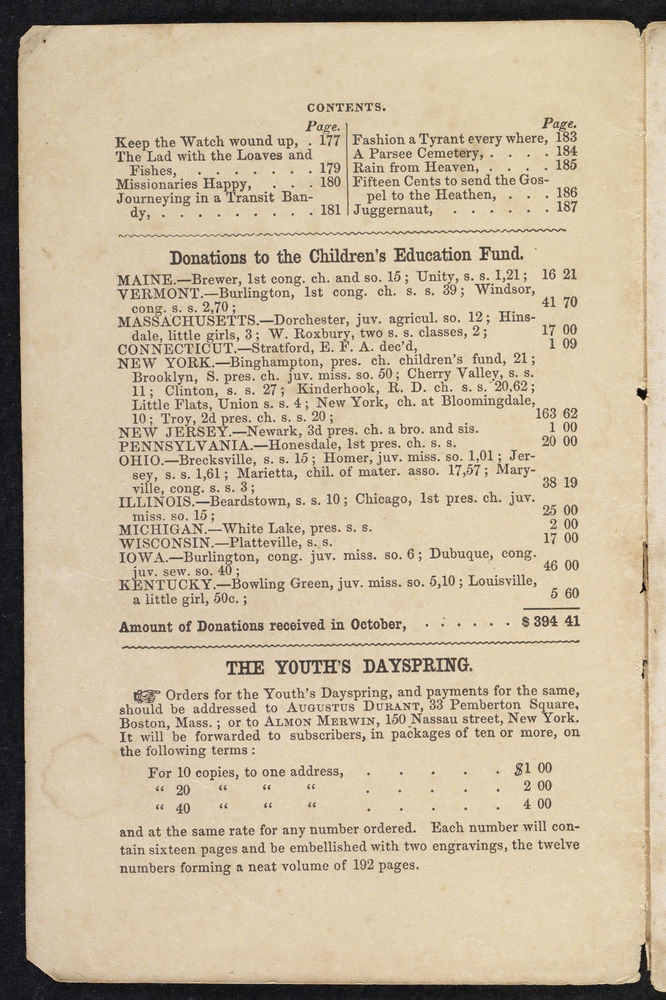 CONTENTS.
Page.
Keep the Watch wound up, . 177
The Lad with the Loaves and
Fishes, . . . . . . . 179
Missionaries Happy, . . . 180
Journeying in a Transit Ban-
dy, . . . . . . . . . . 181
Page.
Fashion a Tyrant every where, 183
A Parsee Cemetery, . . . . 184
Rain from Heaven, . . . . 185
Fifteen Cents to send the Gos-
pel to the Heathen, . . . 186
Juggernaut, . . . . . . 187
Donations to the Children's Education Fund.
MAINE.—Brewer, 1st cong. ch. and so. 15; Unity, s. s. 1,21; 16 21
VERMONT.—Burlington, 1st cong. ch. s. s. 39; Windsor,
cong. s. s. 2,70; 41 70
MASSACHUSETTS.—Dorchester, juv. agricul. so. 12; Hins-
dale, little girls, 3; W. Roxbury, two s. s. classes, 2; 17 00
CONNECTICUT.—Stratford, E. F. A. dec'd, 1 09
NEW YORK.—Binghampton, pres. ch. children's fund, 21;
Brooklyn, S. pres. ch. juv. miss. so. 50; Cherry Valley, s. s.
11; Clinton, s. s. 27; Kinderhook, R. D. ch. s. s. 20,62;
Little Flats, Union s. s. 4; New York, ch. at Bloomingdale,
10; Troy, 2d pres. ch. s. s. 20; 163 62
NEW JERSEY.—Newark, 3d pres. ch. a bro. and sis. 1 00
PENNSYLVANIA.—Honesdale, 1st pres. ch. s. s. 20 00
OHIO.—Brecksville, s. s. 15; Homer, juv. miss. so. 1,01; Jer-
sey, s. s. 1,61; Marietta, chil. of mater. asso. 17,57; Mary-
ville, cong. s. s. 3; 38 19
ILLINOIS.—Beardstown, s. s. 10; Chicago, 1st pres. ch. juv.
miss. so. 15; 25 00
MICHIGAN.—White Lake, pres. s. s. 2 00
WISCONSIN.—Platteville, s. s. 17 00
IOWA.—Burlington, cong. juv. miss. so. 6; Dubuque, cong.
juv. sew. so. 40; 46 00
KENTUCKY.—Bowling Green, juv. miss. so. 5,10; Louisville,
a little girl, 50c.; 5 60
Amount of Donations received in October, . . . . . . $ 394 41
THE YOUTH'S DAYSPRING.
☞ Orders for the Youth's Dayspring, and payments for the same,
should be addressed to AUGUSTUS DURANT, 33 Pemberton Square,
Boston, Mass.; or to ALMON MERWIN, 150 Nassau street, New York.
It will be forwarded to subscribers, in packages of ten or more, on
the following terms:
For 10 copies, to one address, . . . . . $1 00
“ 20 “ “ “ . . . . . 2 00
“ 40 “ “ “ . . . . . 4 00
and at the same rate for any number ordered. Each number will con-
tain sixteen pages and be embellished with two engravings, the twelve
numbers forming a neat volume of 192 pages.